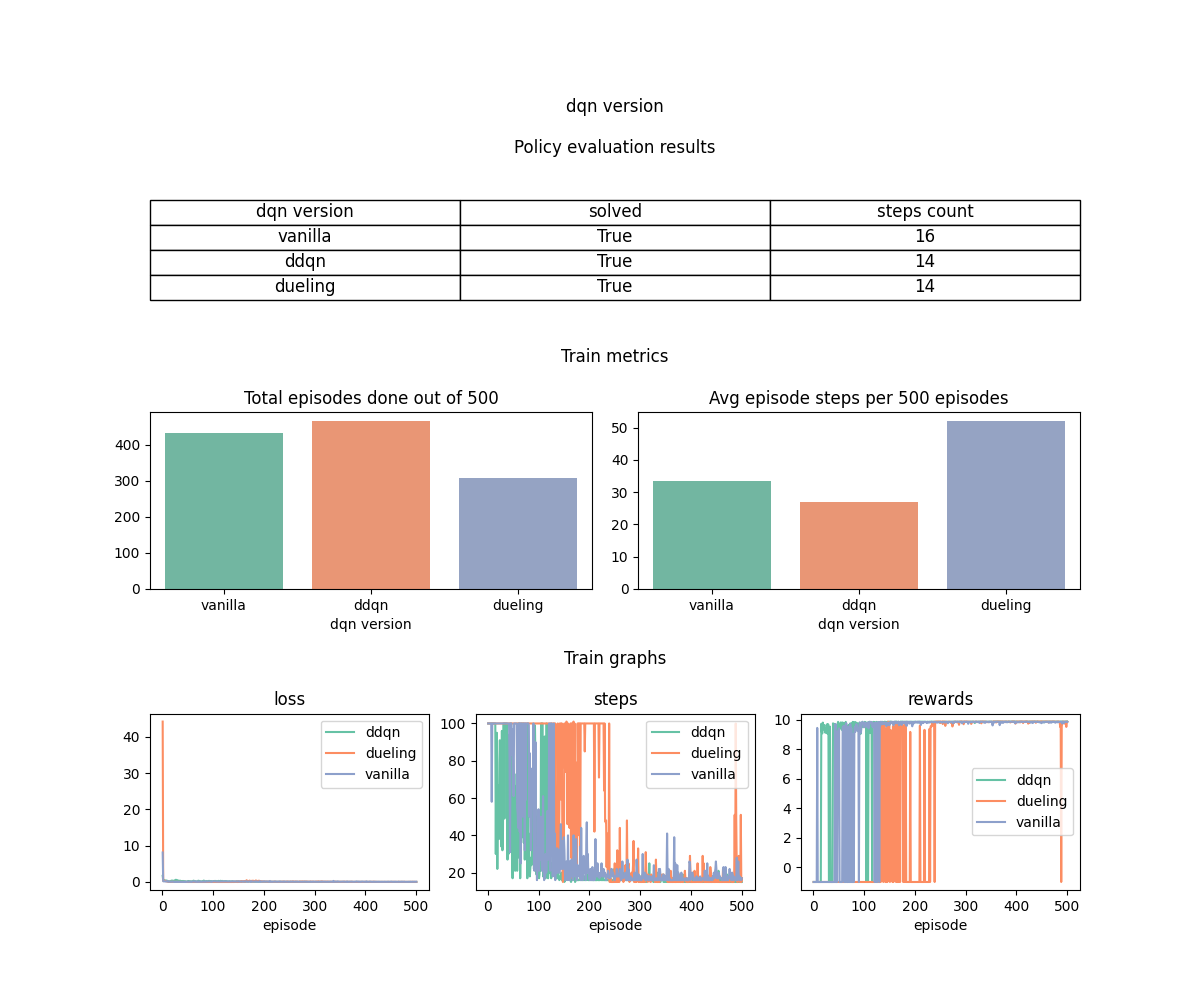 dqn version
Policy evaluation results
dqn version solved steps count
vanilla True 16
ddqn True 14
dueling True 14
Train metrics
Total episodes done out of 500
400
300
200
100
0
vanilla ddqn dueling
dqn version
Avg episode steps per 500 episodes
50
40
30
20
10
0
vanilla ddqn dueling
dqn version
Train graphs
loss
40
30
20
10
0
ddqn
dueling
vanilla
0 100 200 300 400 500
episode
steps
100
80
60
40
20
ddqn
dueling
vanilla
0 100 200 300 400 500
episode
rewards
10
8
6
4
2
0
ddqn
dueling
vanilla
0 100 200 300 400 500
episode